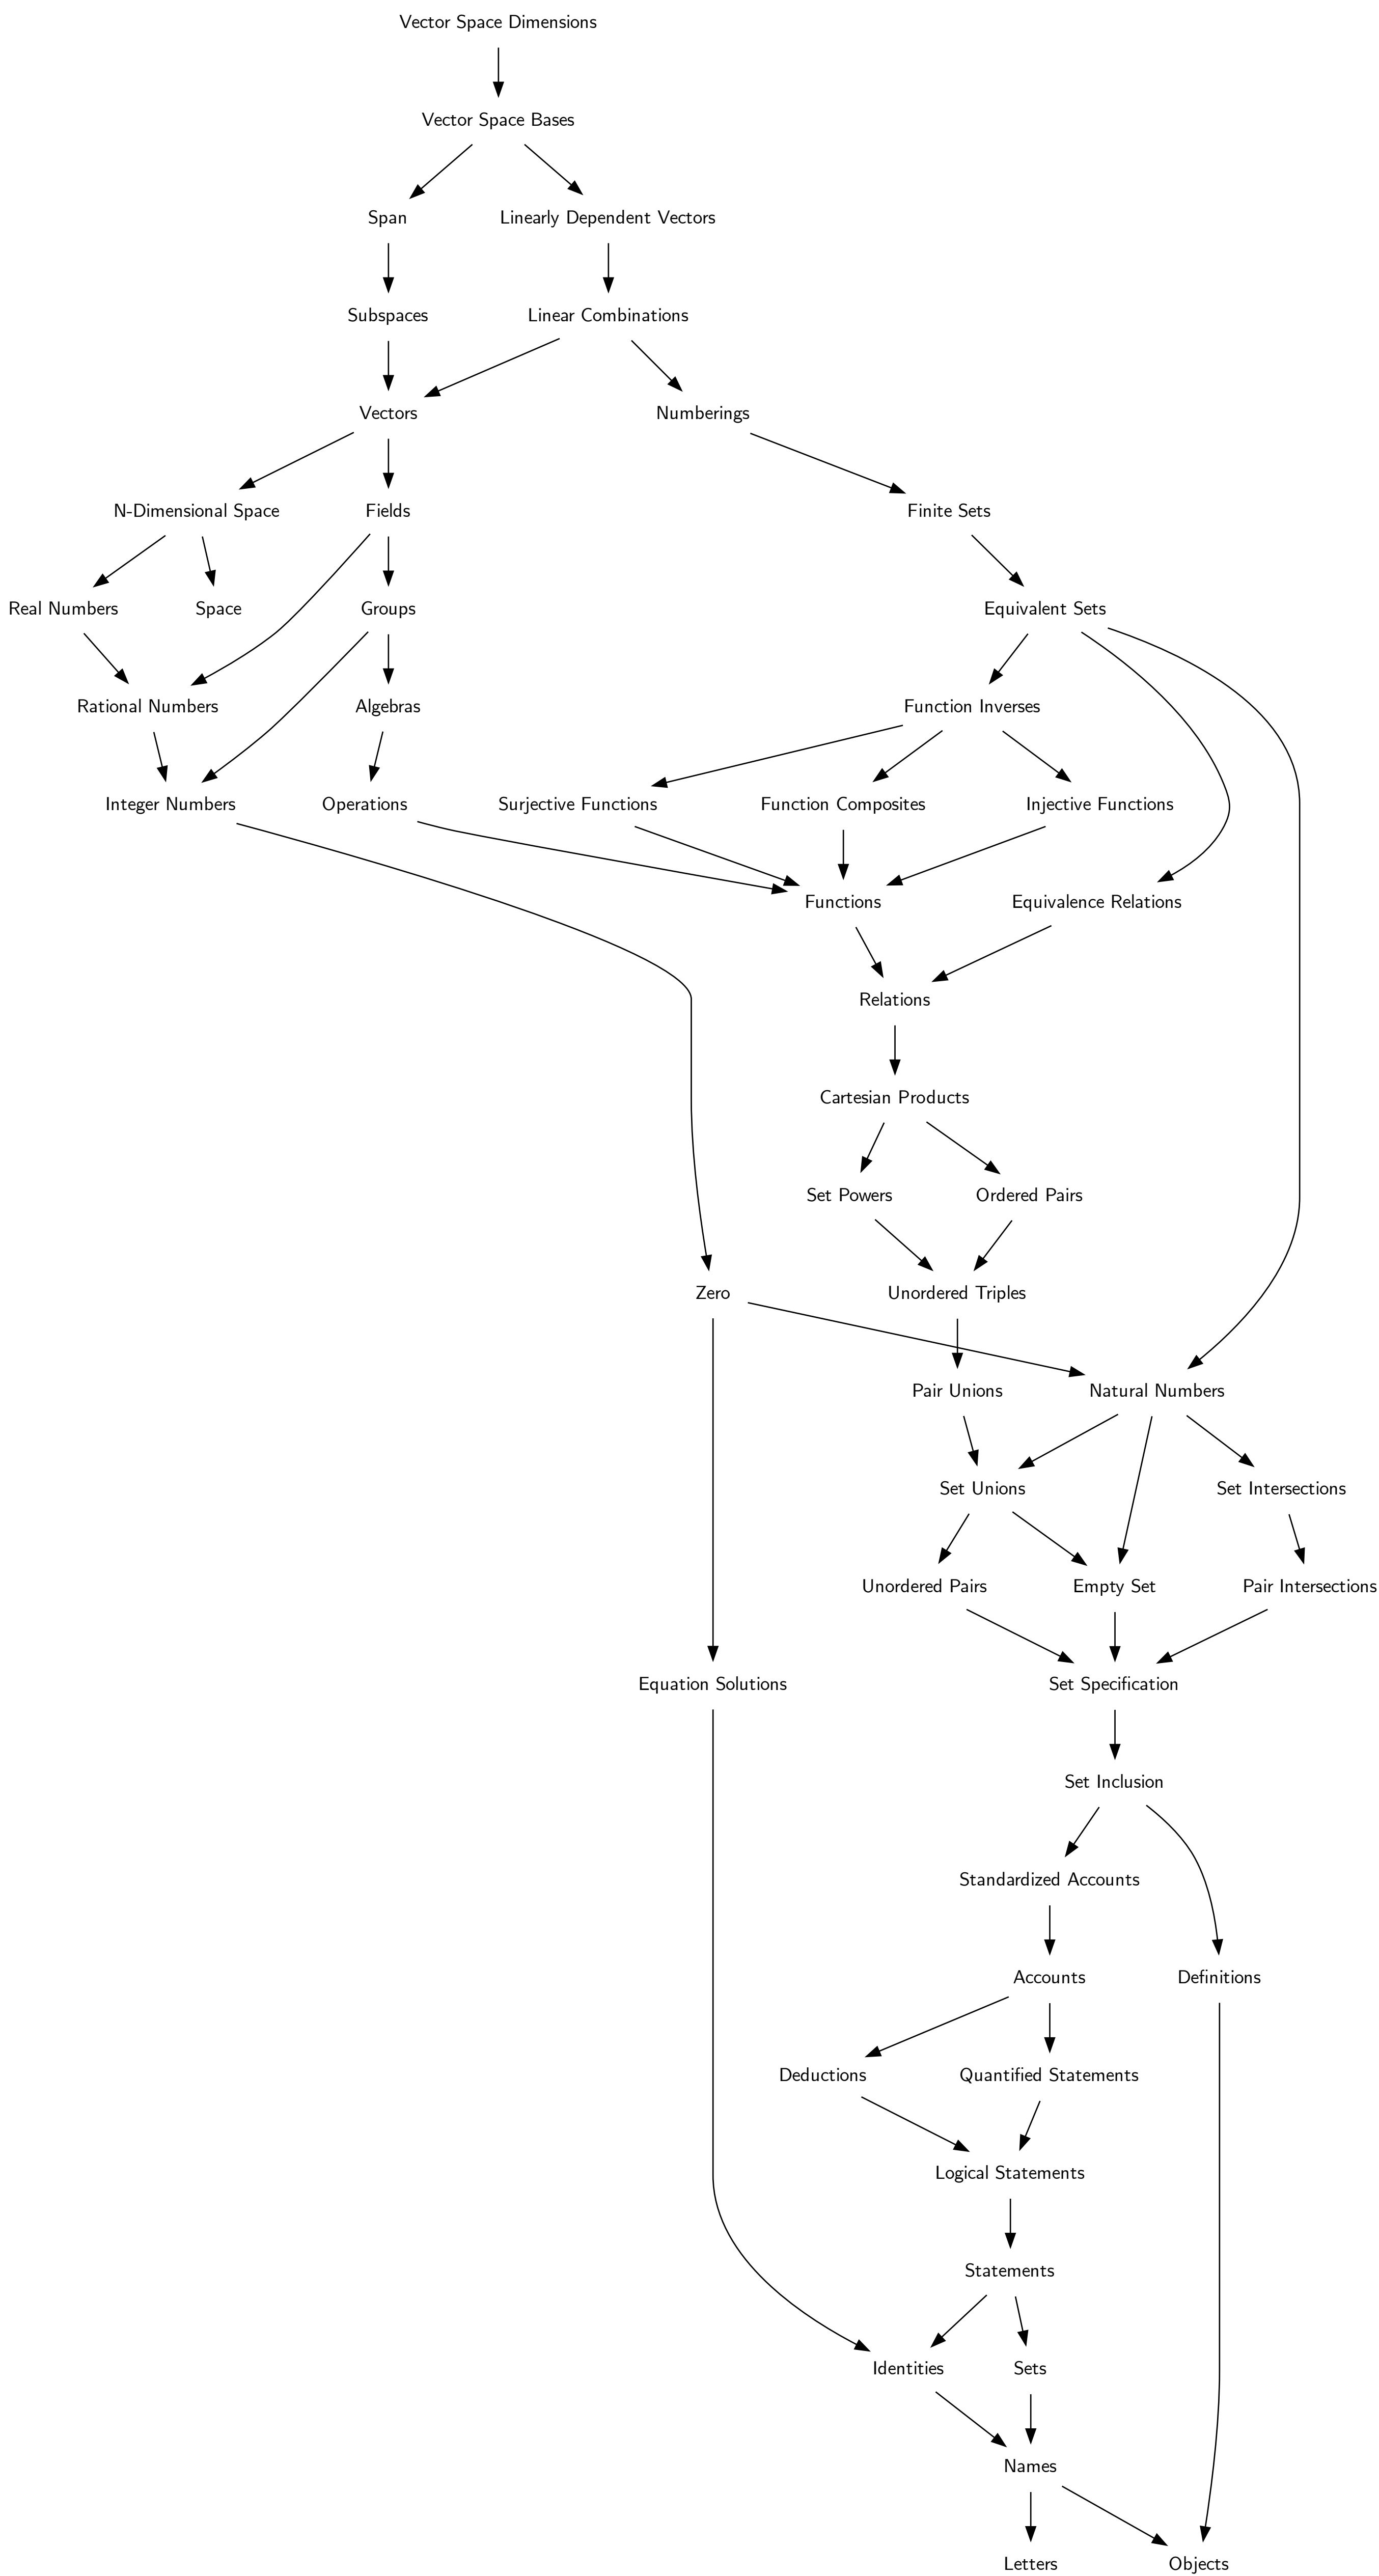 Vector Space Dimensions
Vector Space Bases
Span
Linearly Dependent Vectors
Subspaces
Linear Combinations
Vectors
Numberings
N-Dimensional Space
Fields
Finite Sets
Real Numbers
Space
Groups
Equivalent Sets
Rational Numbers
Algebras
Function Inverses
Integer Numbers
Operations
Surjective Functions
Function Composites
Injective Functions
Functions
Equivalence Relations
Relations
Cartesian Products
Set Powers
Ordered Pairs
Zero
Unordered Triples
Pair Unions
Natural Numbers
Set Unions
Set Intersections
Unordered Pairs
Empty Set
Pair Intersections
Equation Solutions
Set Specification
Set Inclusion
Standardized Accounts
Accounts
Definitions
Deductions
Quantified Statements
Logical Statements
Statements
Identities
Sets
Names
Letters
Objects